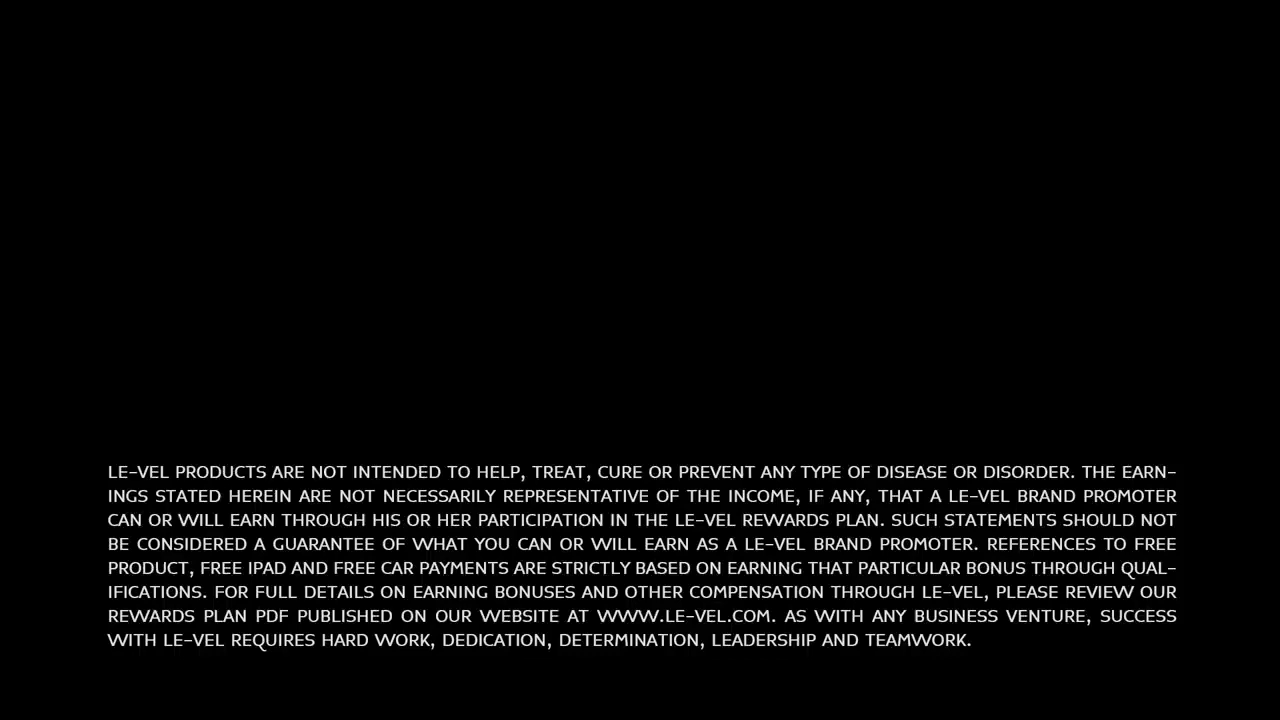 LE-VEL PRODUCTS ARE NOT INTENDED TO HELP, TREAT, CURE OR PREVENT ANY TYPE OF DISEASE OR DISORDER. THE EARN-
INGS STATED HEREIN ARE NOT NECESSARILY REPRESENTATIVE OF THE INCOME, IF ANY, THAT A LE-VEL BRAND PROMOTER
CAN OR WILL EARN THROUGH HIS OR HER PARTICIPATION IN THE LE-VEL REWARDS PLAN. SUCH STATEMENTS SHOULD NOT
BE CONSIDERED A GUARANTEE OF WHAT YOU CAN OR WILL EARN AS A LE-VEL BRAND PROMOTER. REFERENCES TO FREE
PRODUCT, FREE IPAD AND FREE CAR PAYMENTS ARE STRICTLY BASED ON EARNING THAT PARTICULAR BONUS THROUGH QUAL-
IFICATIONS. FOR FULL DETAILS ON EARNING BONUSES AND OTHER COMPENSATION THROUGH LE-VEL, PLEASE REVIEW OUR
REWARDS PLAN PDF PUBLISHED ON OUR WEBSITE AT WWW.LE-VEL.COM. AS WITH ANY BUSINESS VENTURE, SUCCESS
WITH LE-VEL REQUIRES HARD WORK, DEDICATION, DETERMINATION, LEADERSHIP AND TEAMWORK.